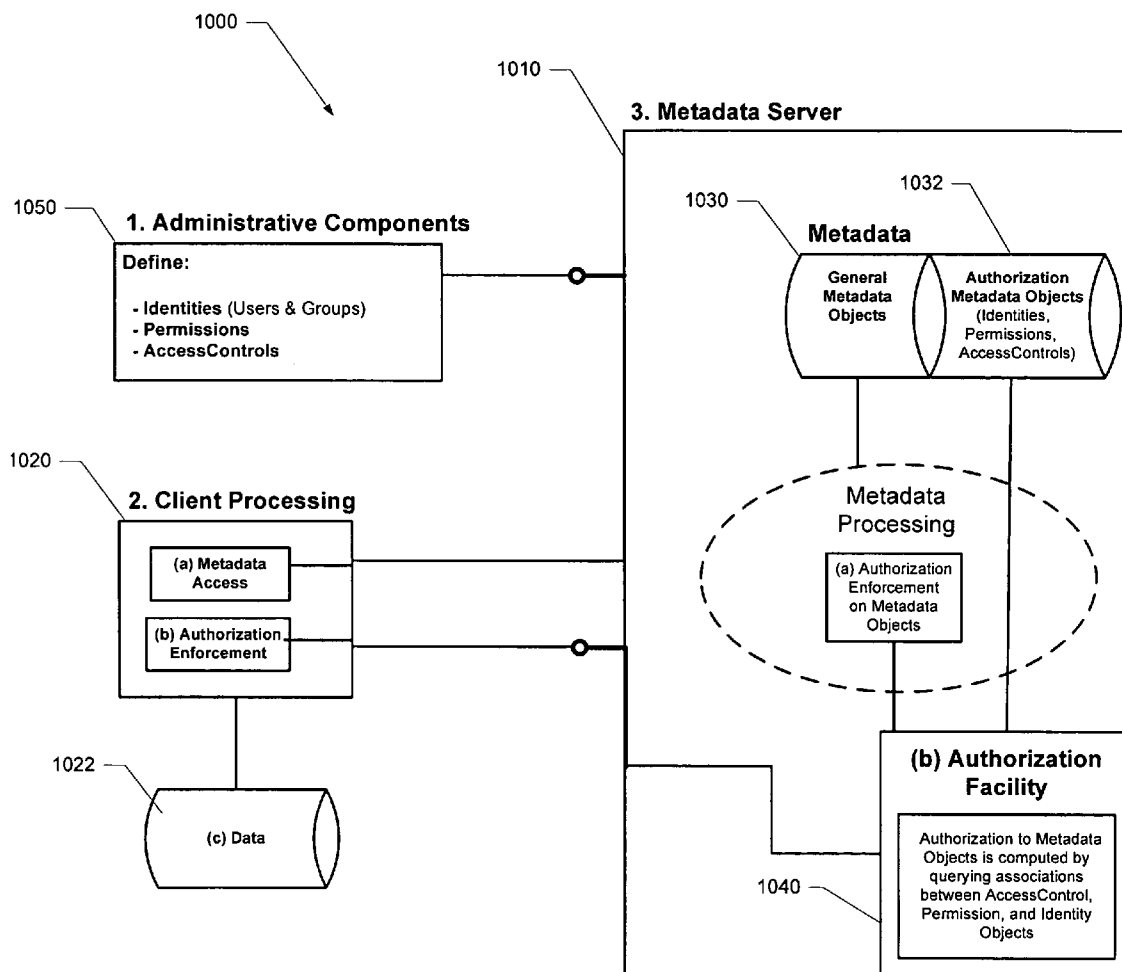 1000
1010
3. Metadata Server
1032
1030
1050
1. Administrative Components
Metadata
Define:
- Identities (Users & Groups)
- Permissions
- AccessControls
General
Metadata
Objects
Authorization
Metadata Objects
(Identities,
Permissions,
AccessControls)
1020
2. Client Processing
Metadata
Processing
(a) Metadata
Access
(a) Authorization
Enforcement
on Metadata
Objects
(b) Authorization
Enforcement
1022
(c) Data
(b) Authorization
Facility
Authorization to Metadata
Objects is computed by
querying associations
between AccessControl,
Permission, and Identity
Objects
1040